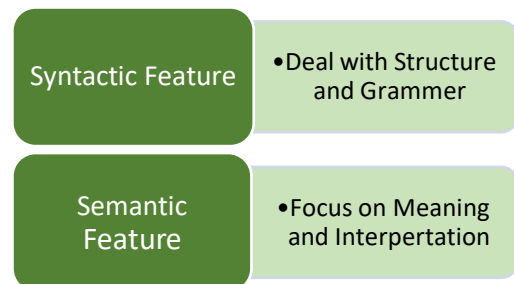 Syntactic Feature
•Deal with Structure
and Grammer
Semantic
Feature
•Focus on Meaning
and Interpertation